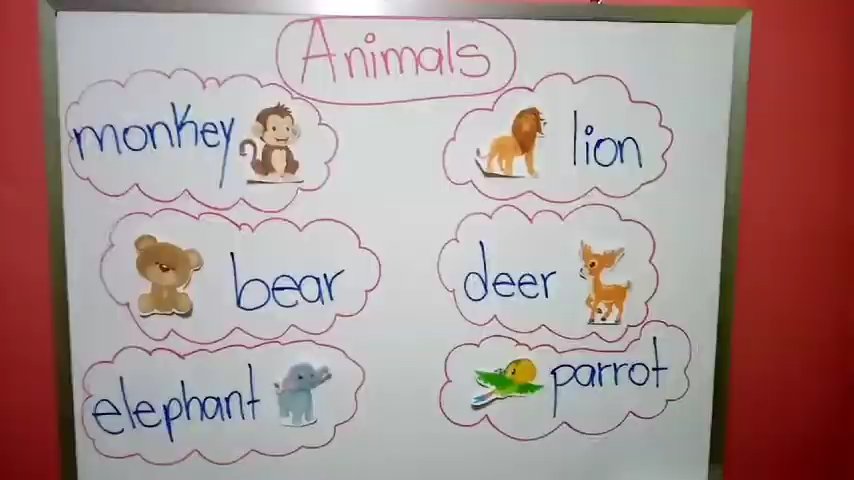 Animals
monkey
lion
bear
deer
elephant
parrot